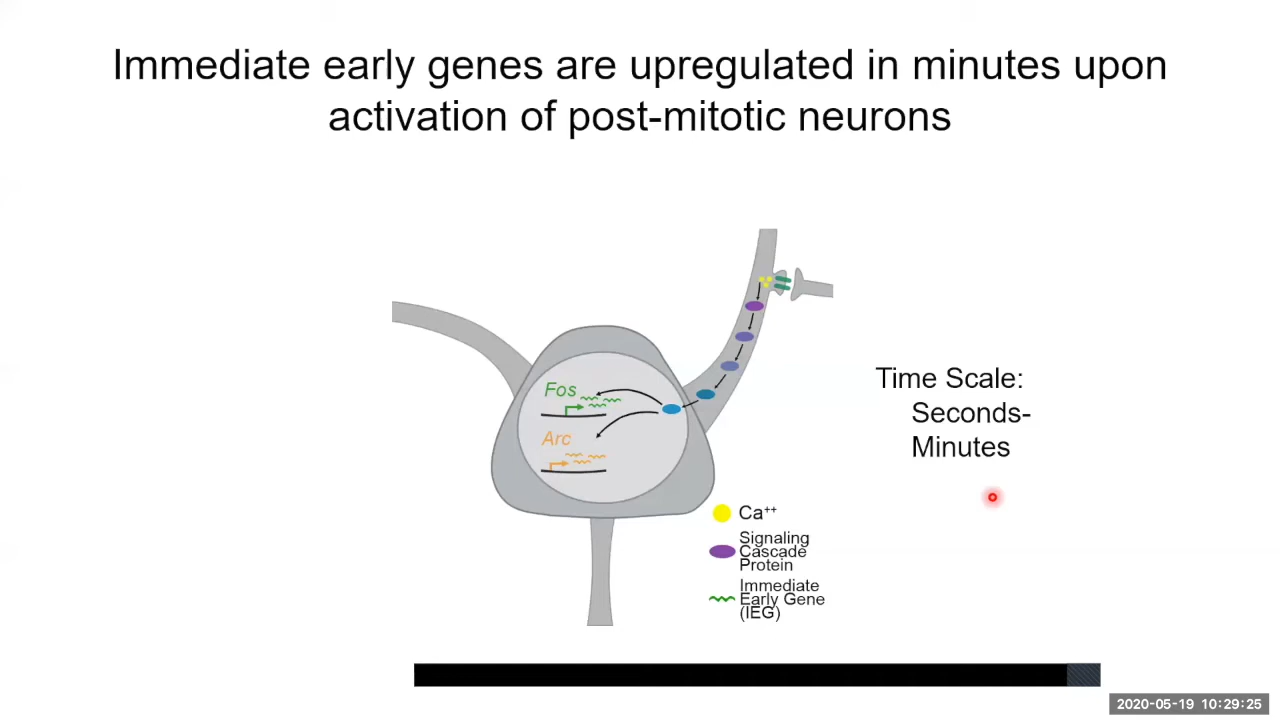 Immediate early genes are upregulated in minutes upon
activation of post-mitotic neurons
Fos
Arc
Time Scale:
Seconds-
Minutes
Ca++
Signaling
Cascade
Protein
Immediate
Early Gene
(IEG)
2020-05-19 10:29:25